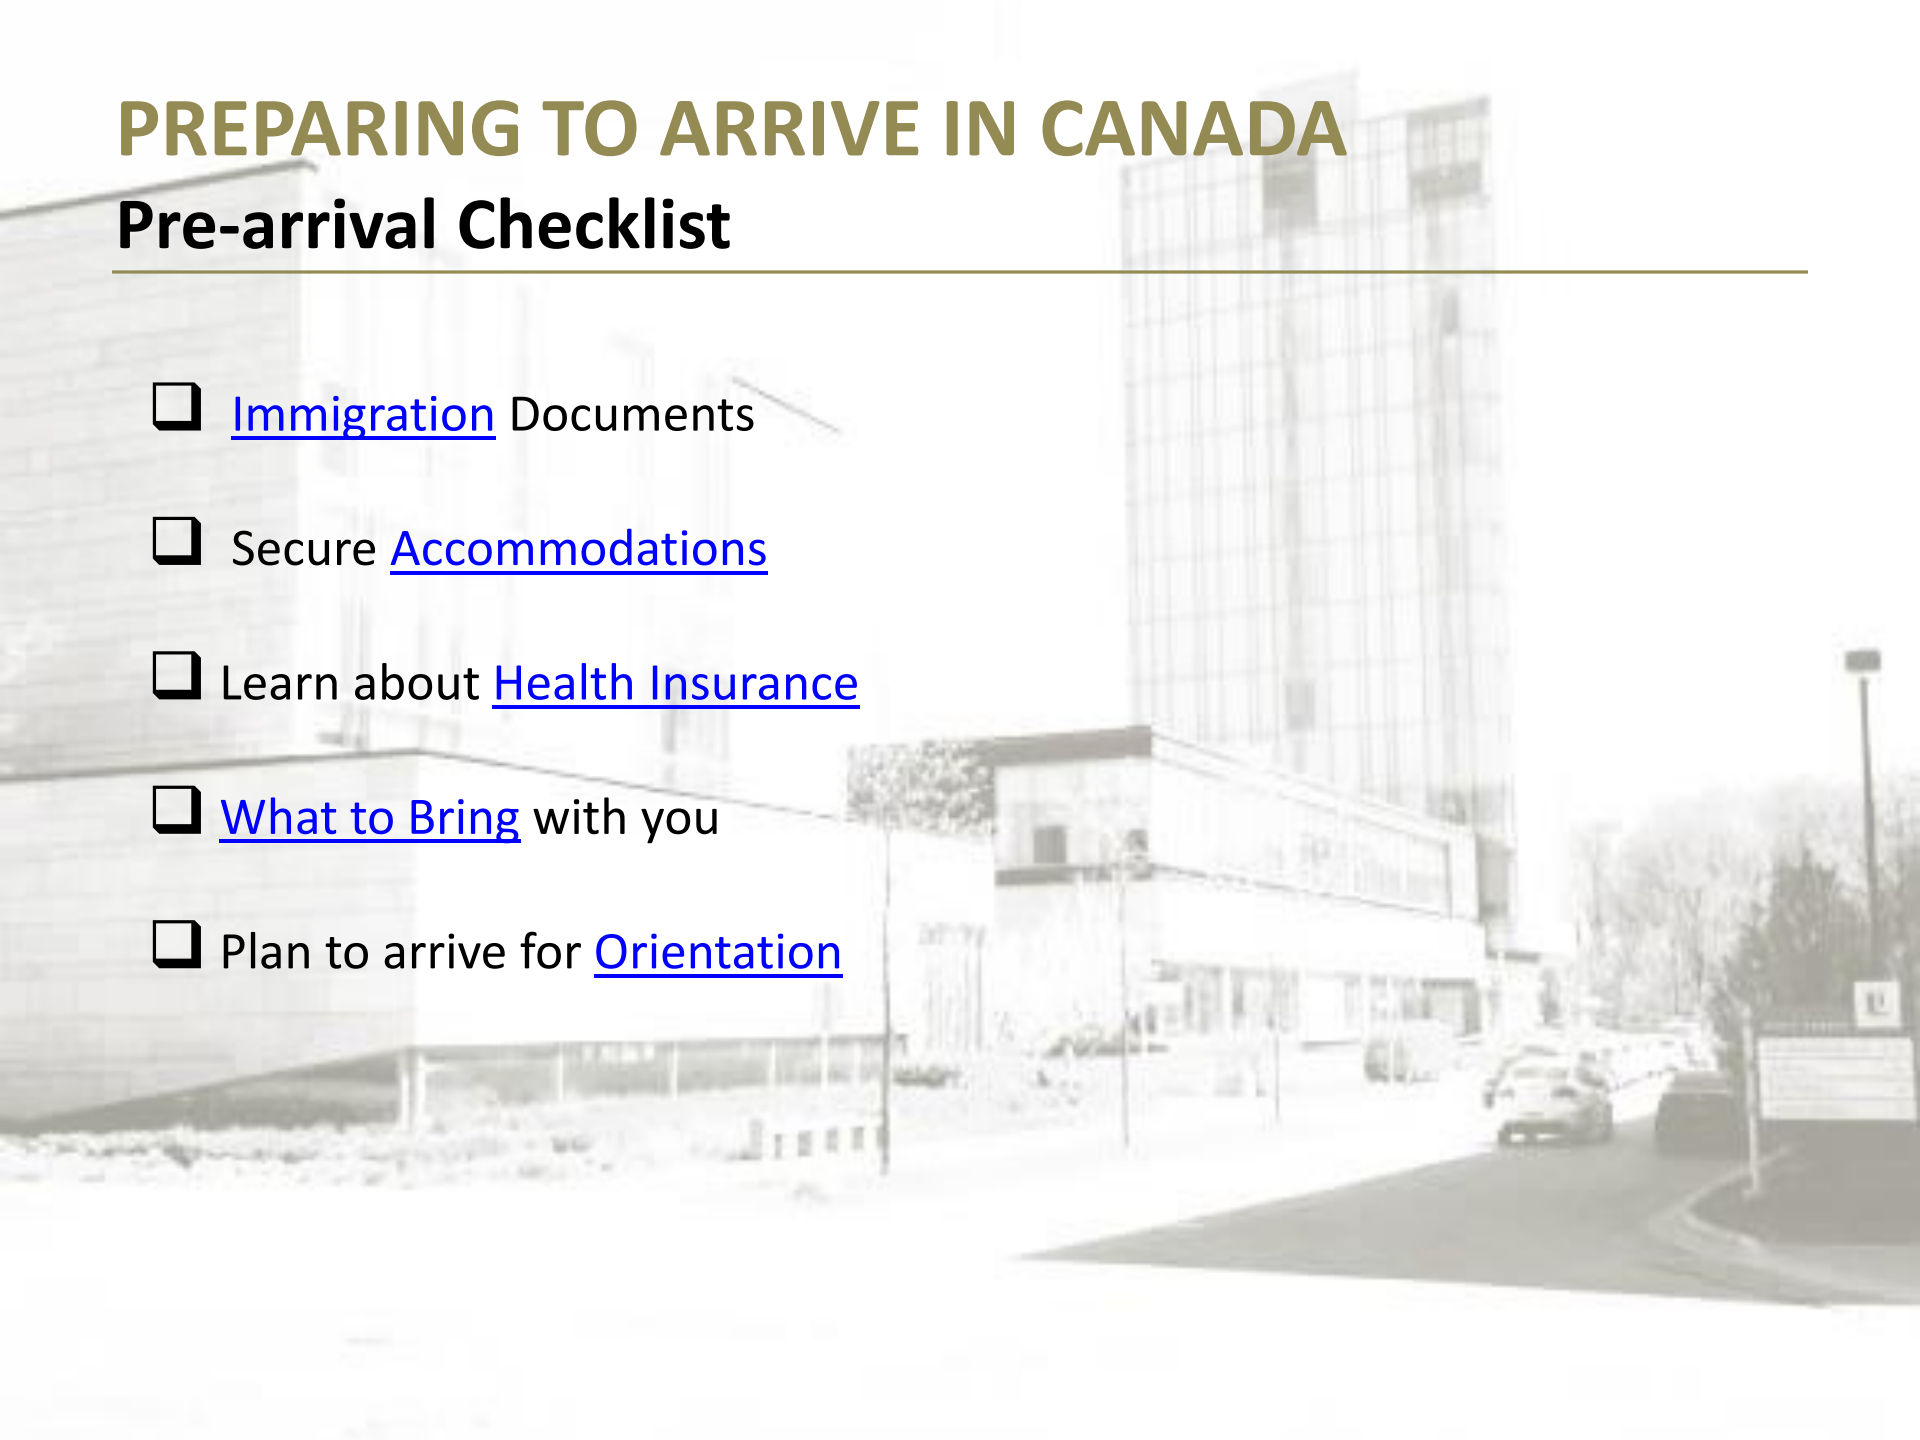 PREPARING TO ARRIVE IN CANADA
Pre-arrival Checklist
❑ Immigration Documents
❑ Secure Accommodations
❑ Learn about Health Insurance
❑ What to Bring with you
❑ Plan to arrive for Orientation